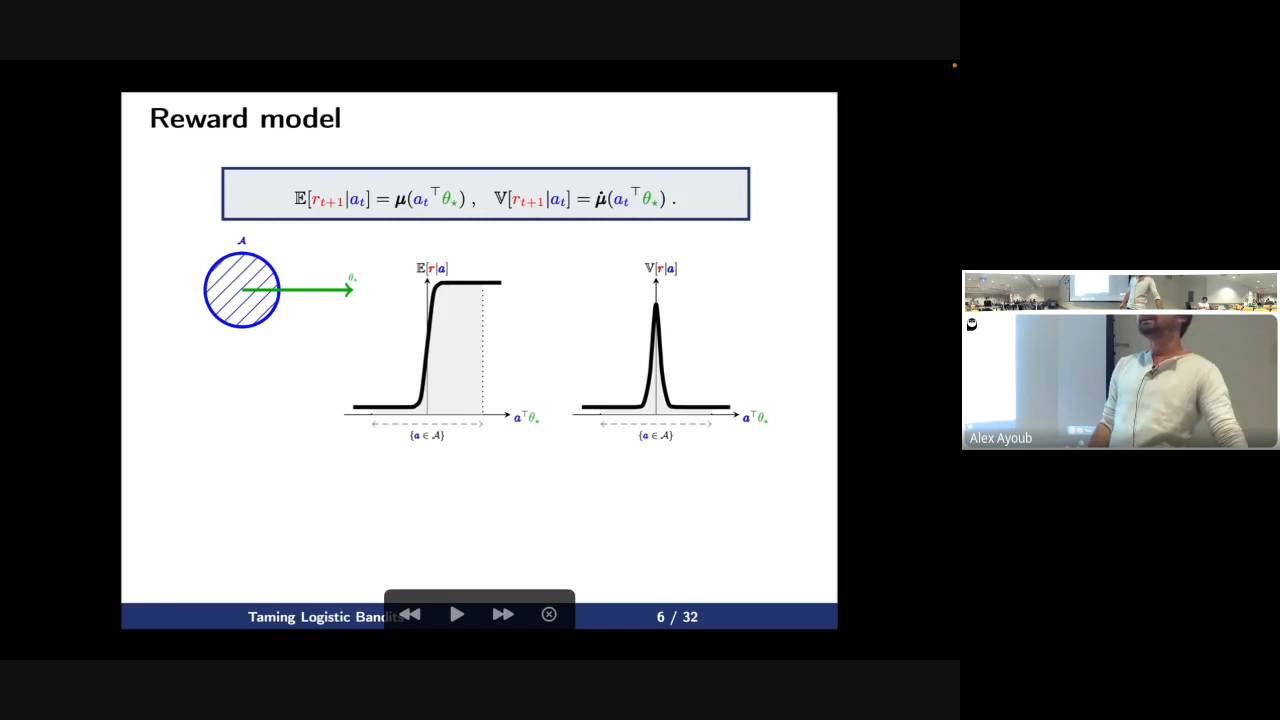 Reward model
𝔼[r_{t+1}|a_t] = μ(a_t^⊤θ_⋆) ,   𝕍[r_{t+1}|a_t] = μ̇(a_t^⊤θ_⋆) .
𝒜
θ_⋆
𝔼[r|a]
a^⊤θ_⋆
{a ∈ 𝒜}
𝕍[r|a]
a^⊤θ_⋆
{a ∈ 𝒜}
Alex Ayoub
Taming Logistic Bandits
6 / 32